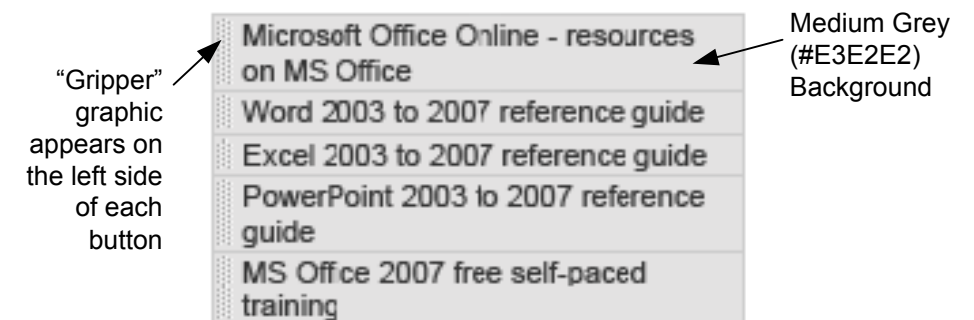 “Gripper”
graphic
appears on
the left side
of each
button
Microsoft Office Online - resources
on MS Office
Word 2003 to 2007 reference guide
Excel 2003 to 2007 reference guide
PowerPoint 2003 to 2007 reference
guide
MS Office 2007 free self-paced
training
Medium Grey
(#E3E2E2)
Background